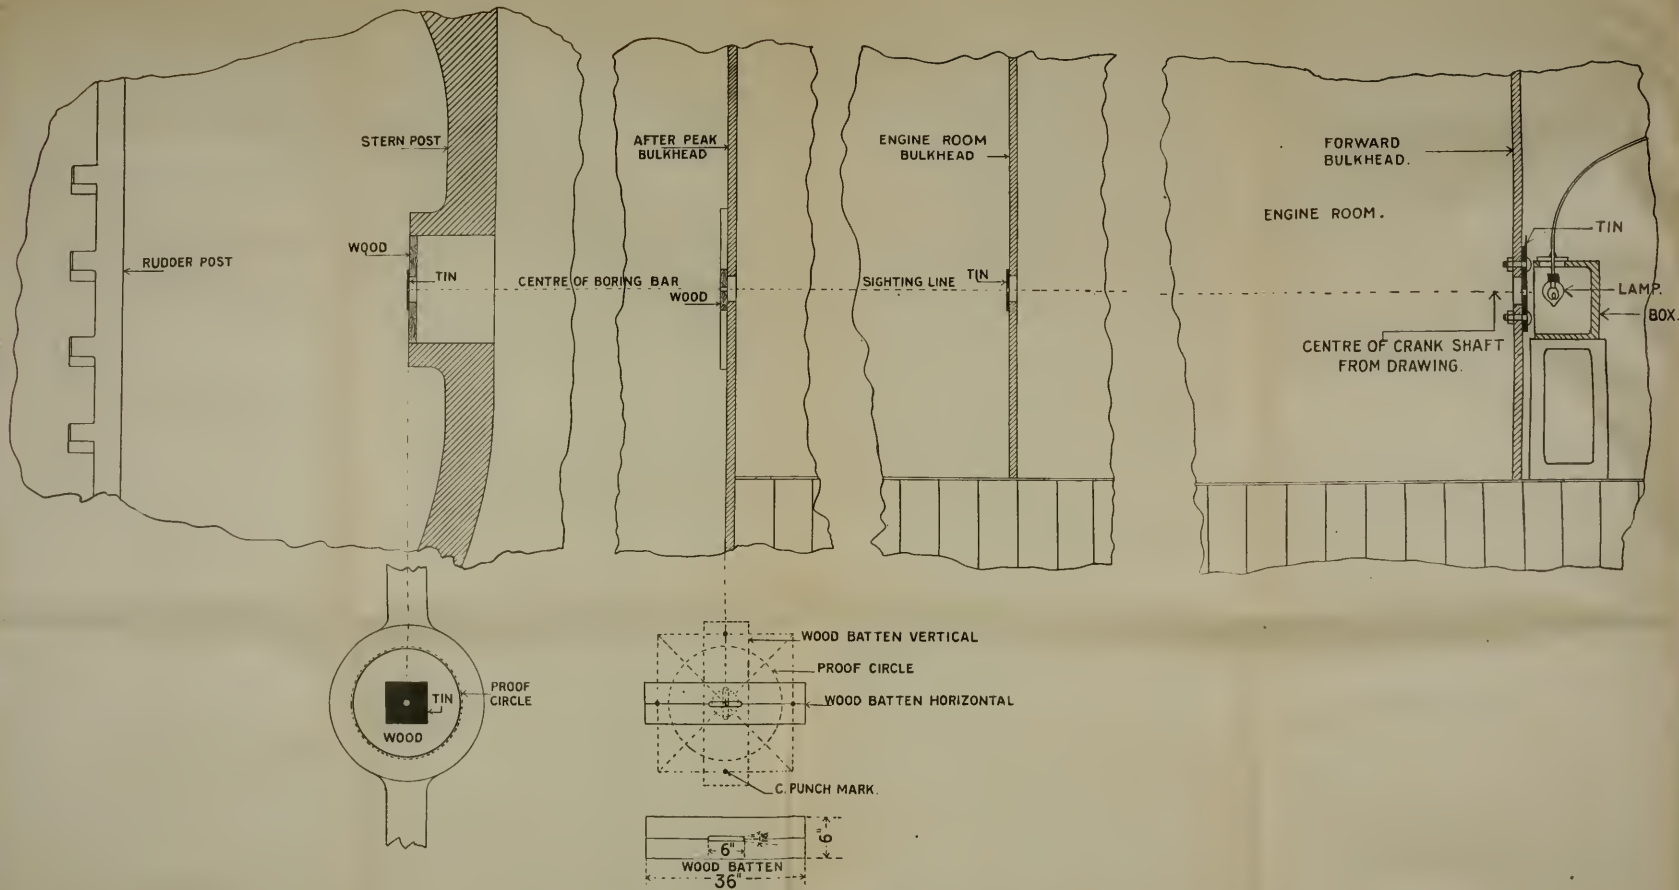 STERN POST
AFTER PEAK
BULKHEAD
ENGINE ROOM
BULKHEAD
FORWARD
BULKHEAD.
ENGINE ROOM.
TIN
WOOD
RUDDER POST
TIN
CENTRE OF BORING BAR
WOOD
SIGHTING LINE
TIN
LAMP.
BOX.
CENTRE OF CRANK SHAFT
FROM DRAWING.
PROOF
CIRCLE
TIN
WOOD
WOOD BATTEN VERTICAL
PROOF CIRCLE
WOOD BATTEN HORIZONTAL
C. PUNCH MARK.
6"
6"
WOOD BATTEN
36"